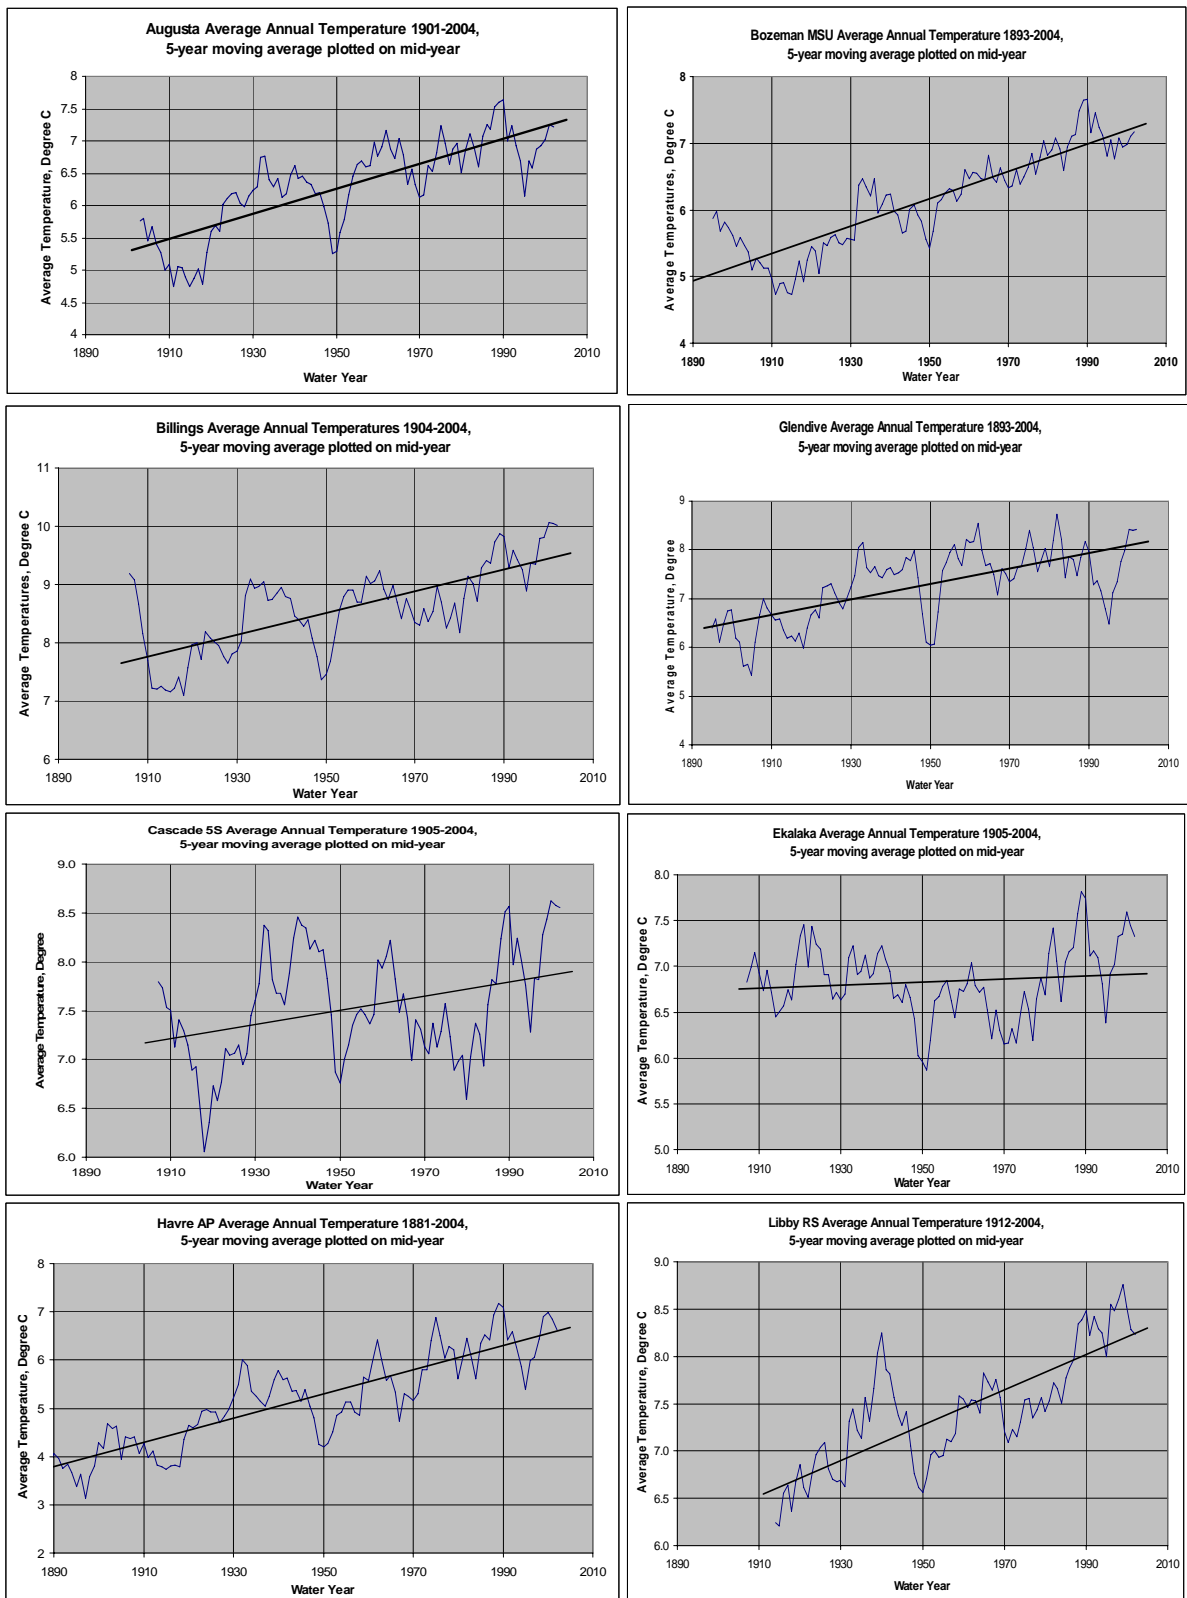 Augusta Average Annual Temperature 1901-2004,
5-year moving average plotted on mid-year
Average Temperature, Degree C
8
7.5
7
6.5
6
5.5
5
4.5
4
1890 1910 1930 1950 1970 1990 2010
Water Year
Bozeman MSU Average Annual Temperature 1893-2004,
5-year moving average plotted on mid-year
Average Temperatures, Degree C
8
7
6
5
4
1890 1910 1930 1950 1970 1990 2010
Water Year
Billings Average Annual Temperatures 1904-2004,
5-year moving average plotted on mid-year
Average Temperatures, Degree C
11
10
9
8
7
6
1890 1910 1930 1950 1970 1990 2010
Water Year
Glendive Average Annual Temperature 1893-2004,
5-year moving average plotted on mid-year
Average Temperature, Degree
9
8
7
6
5
4
1890 1910 1930 1950 1970 1990 2010
Water Year
Cascade 5S Average Annual Temperature 1905-2004,
5-year moving average plotted on mid-year
Average Temperature, Degree
9.0
8.5
8.0
7.5
7.0
6.5
6.0
1890 1910 1930 1950 1970 1990 2010
Water Year
Ekalaka Average Annual Temperature 1905-2004,
5-year moving average plotted on mid-year
Average Temperature, Degree C
8.0
7.5
7.0
6.5
6.0
5.5
5.0
1890 1910 1930 1950 1970 1990 2010
Water Year
Havre AP Average Annual Temperature 1881-2004,
5-year moving average plotted on mid-year
Average Temperature, Degree C
8
7
6
5
4
3
2
1890 1910 1930 1950 1970 1990 2010
Water Year
Libby RS Average Annual Temperature 1912-2004,
5-year moving average plotted on mid-year
Average Temperature, Degree C
9.0
8.5
8.0
7.5
7.0
6.5
6.0
1890 1910 1930 1950 1970 1990 2010
Water Year